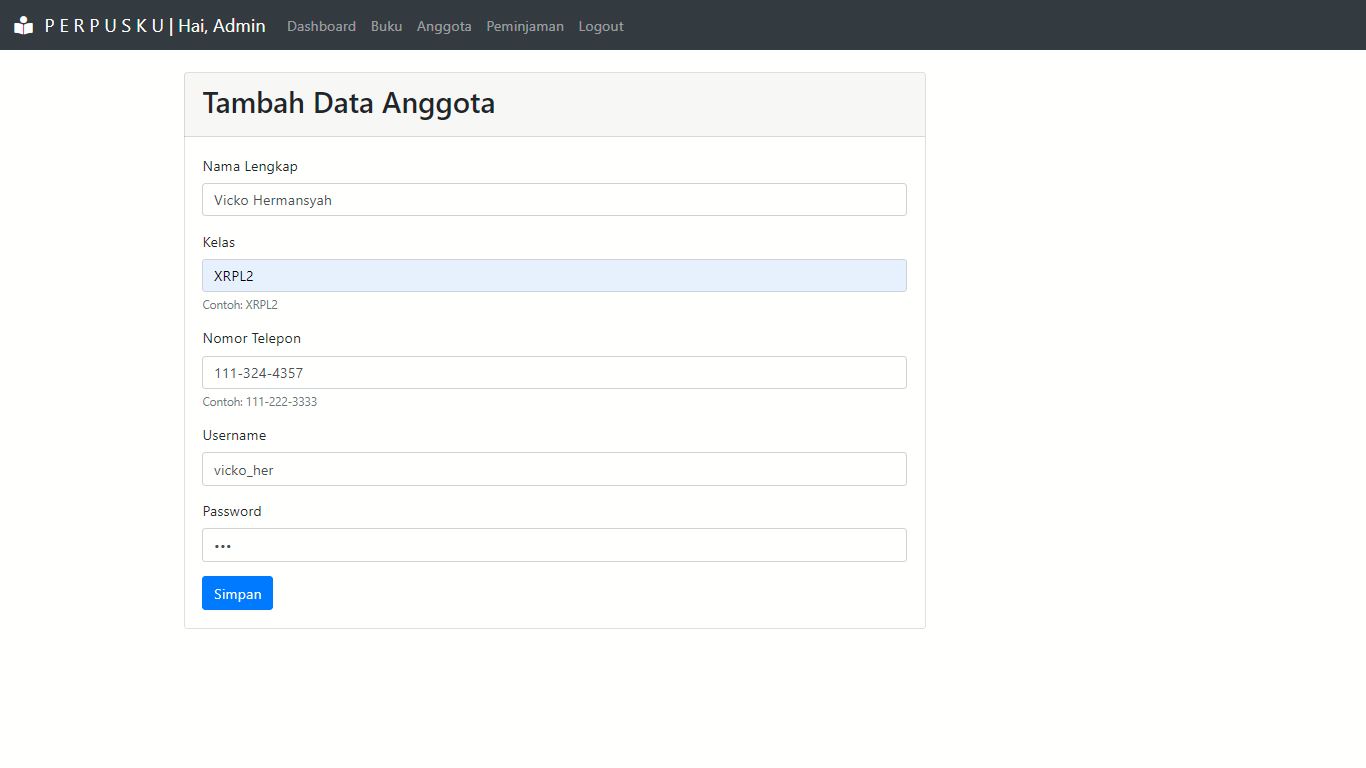 P E R P U S K U | Hai, Admin Dashboard Buku Anggota Peminjaman Logout
Tambah Data Anggota
Nama Lengkap
Vicko Hermansyah
Kelas
XRPL2
Contoh: XRPL2
Nomor Telepon
111-324-4357
Contoh: 111-222-3333
Username
vicko_her
Password
•••
Simpan